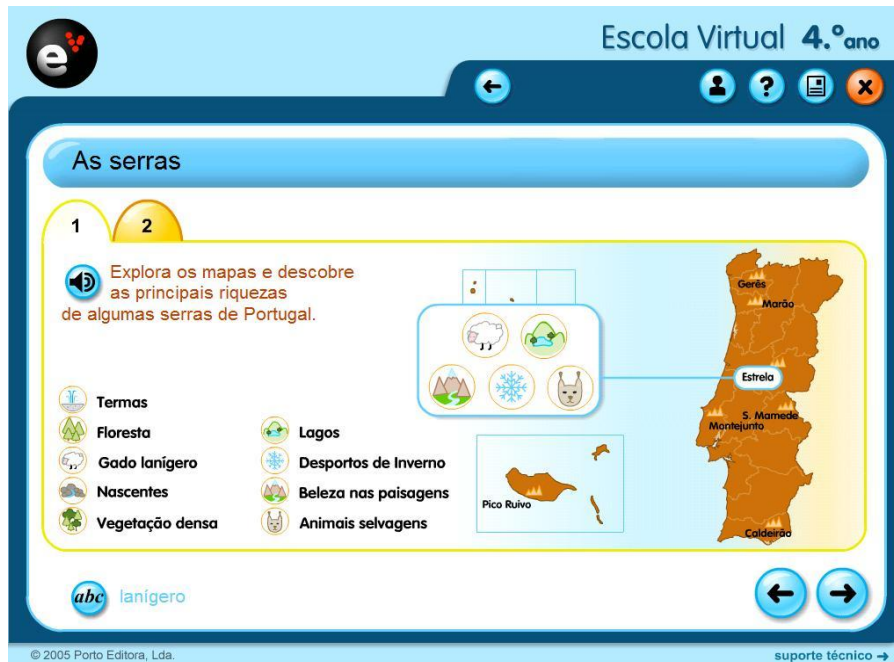 e
Escola Virtual 4.º ano
As serras
1
2
Explora os mapas e descobre
as principais riquezas
de algumas serras de Portugal.
Termas
Floresta
Gado lanígero
Nascentes
Vegetação densa
Lagos
Desportos de Inverno
Beleza nas paisagens
Animais selvagens
Pico Ruivo
Gerês
Marão
Estrela
S. Mamede
Montejunto
Caldeirão
abc lanígero
© 2005 Porto Editora, Lda.
suporte técnico